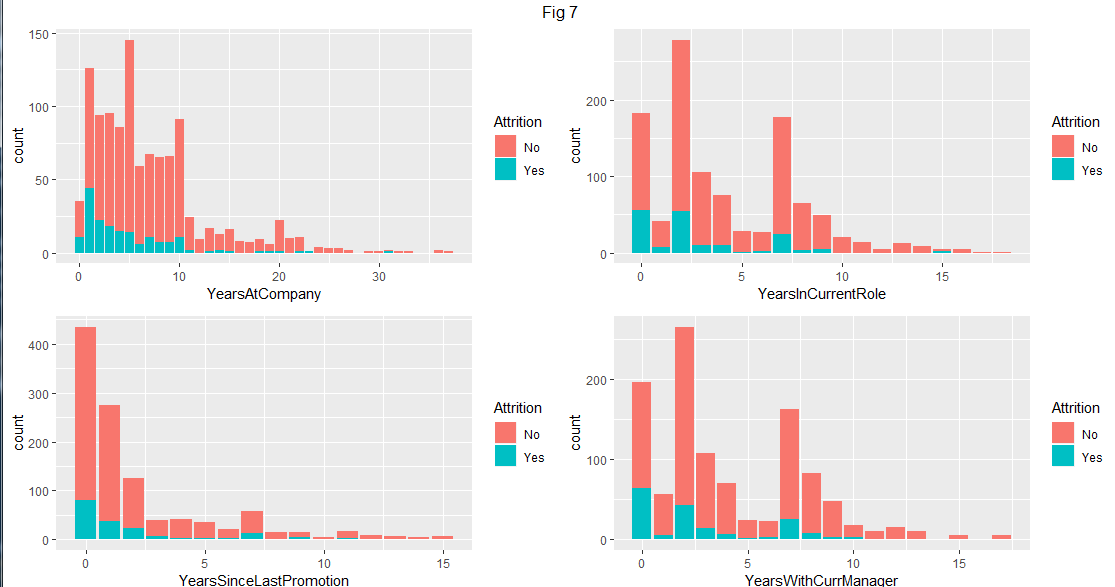 Fig 7
150
100
50
0
count
0 10 20 30
YearsAtCompany
Attrition
No
Yes
200
100
0
count
0 5 10 15
YearsInCurrentRole
Attrition
No
Yes
400
300
200
100
0
count
0 5 10 15
YearsSinceLastPromotion
Attrition
No
Yes
200
100
0
count
0 5 10 15
YearsWithCurrManager
Attrition
No
Yes